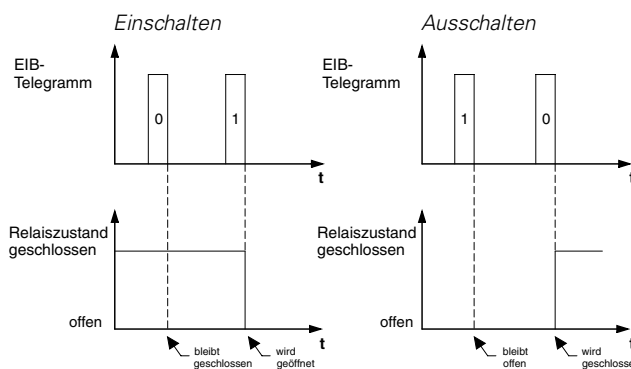 Einschalten
EIB-
Telegramm
0
1
t
Relaiszustand
geschlossen
offen
t
bleibt
geschlossen
wird
geöffnet
Ausschalten
EIB-
Telegramm
1
0
t
Relaiszustand
geschlossen
offen
t
bleibt
offen
wird
geschlosse